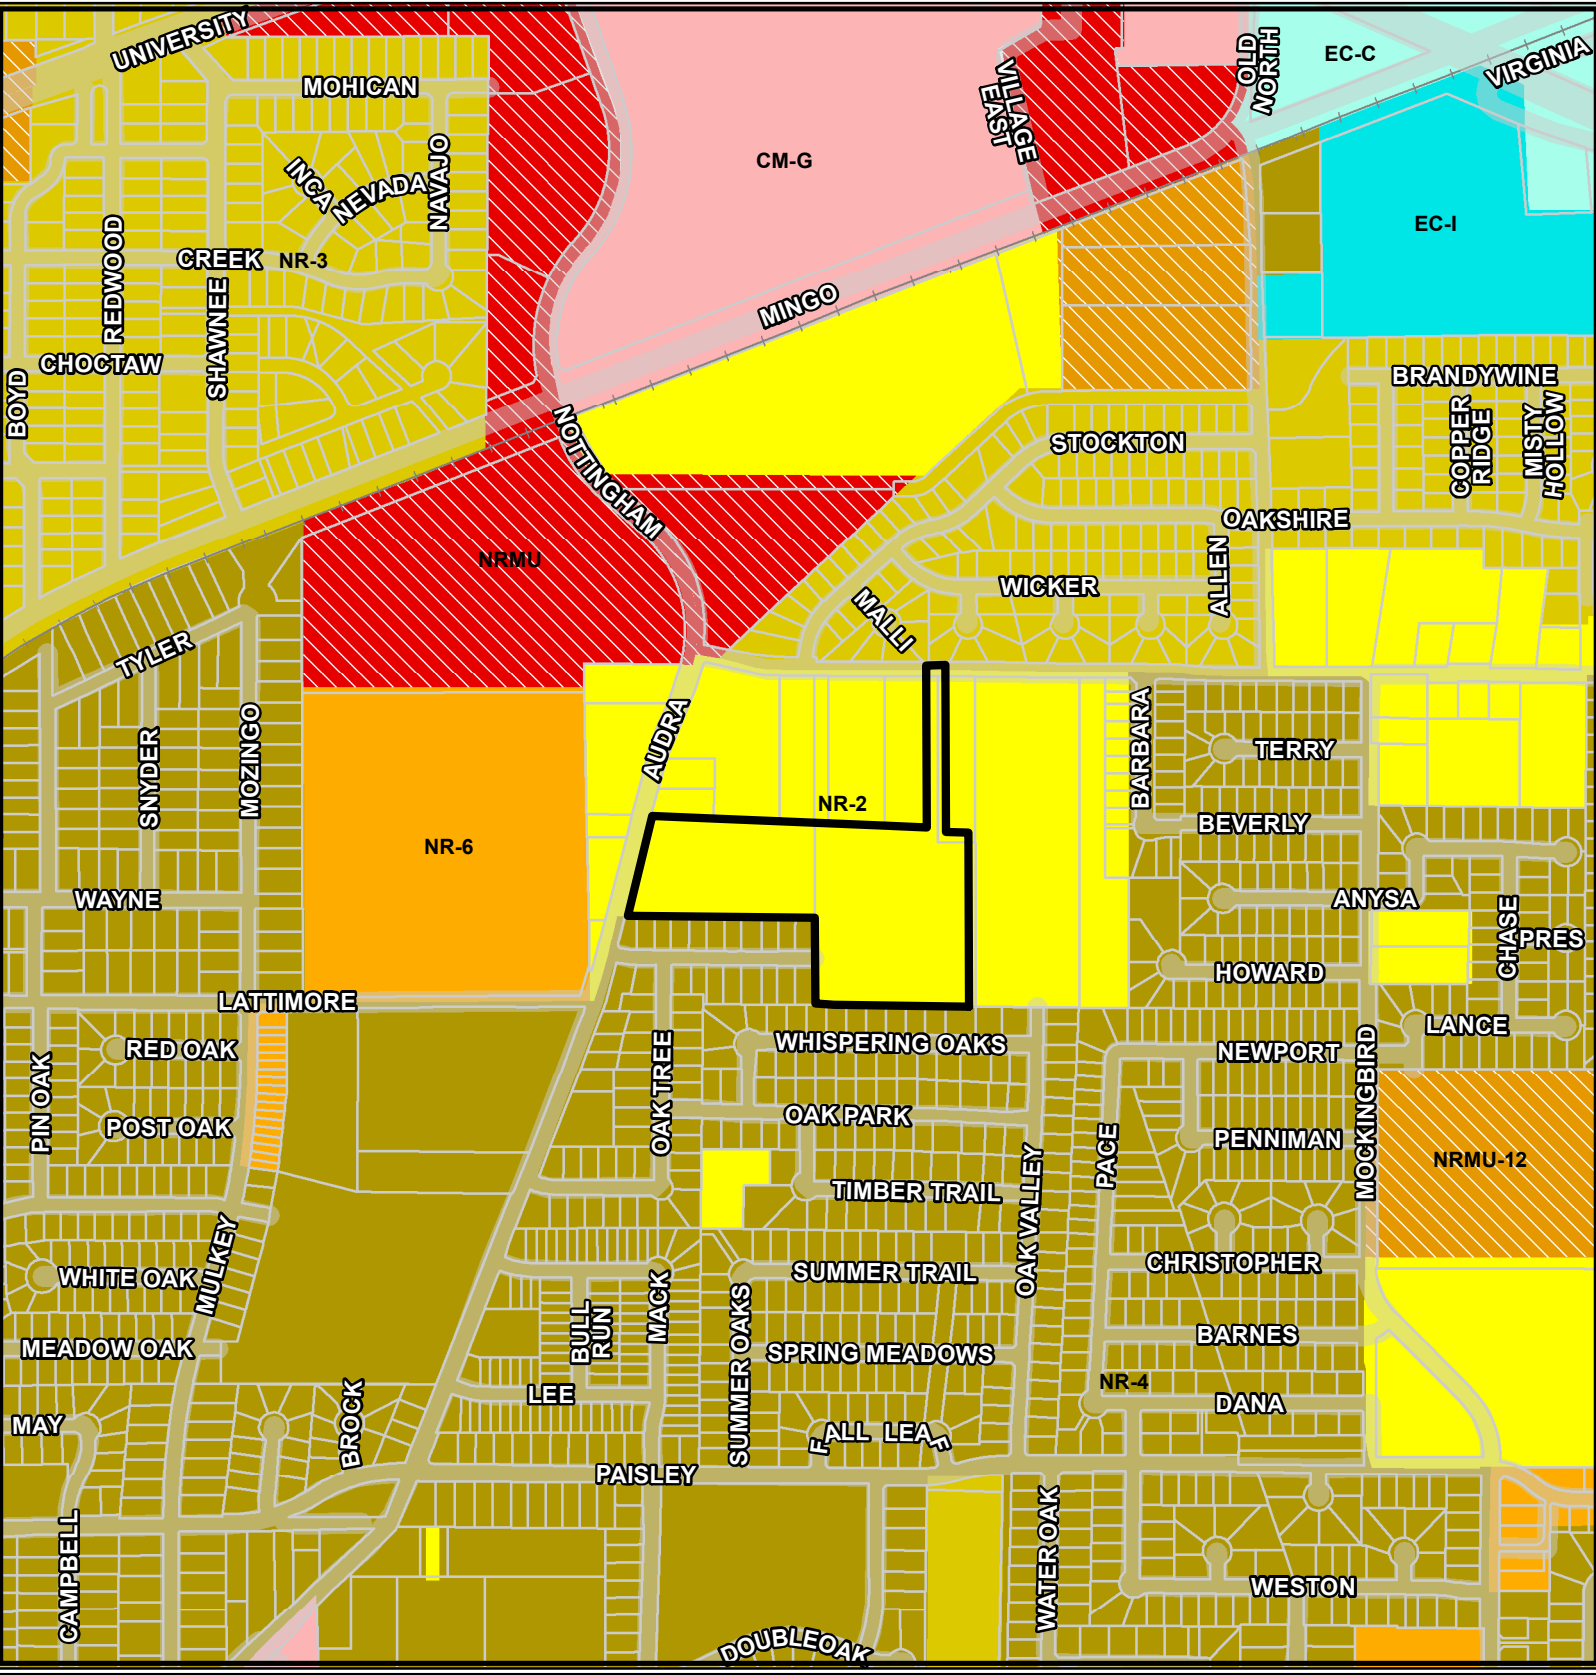 UNIVERSITY
OLD
NORTH
EC-C
VIRGINIA
MOHICAN
VILLAGE
EAST
CM-G
INCA
NEVADA
NAVAJO
EC-I
REDWOOD
CREEK
NR-3
SHAWNEE
MINGO
CHOCTAW
BOYD
BRANDYWINE
NOTTINGHAM
STOCKTON
COPPER
RIDGE
MISTY
HOLLOW
OAKSHIRE
NRMU
ALLEN
WICKER
MALLI
TYLER
AUDRA
BARBARA
SNYDER
MOZINGO
TERRY
NR-2
BEVERLY
NR-6
WAYNE
ANYSA
CHASE
PRES
HOWARD
LATTIMORE
LANCE
RED OAK
OAK TREE
WHISPERING OAKS
NEWPORT
MOCKINGBIRD
PIN OAK
POST OAK
OAK PARK
PACE
PENNIMAN
NRMU-12
TIMBER TRAIL
OAK VALLEY
MULKEY
WHITE OAK
MACK
SUMMER TRAIL
CHRISTOPHER
BULL
RUN
MEADOW OAK
SUMMER OAKS
SPRING MEADOWS
BARNES
LEE
NR-4
DANA
MAY
BROCK
FALL LEAF
PAISLEY
CAMPBELL
WATER OAK
WESTON
DOUBLEOAK